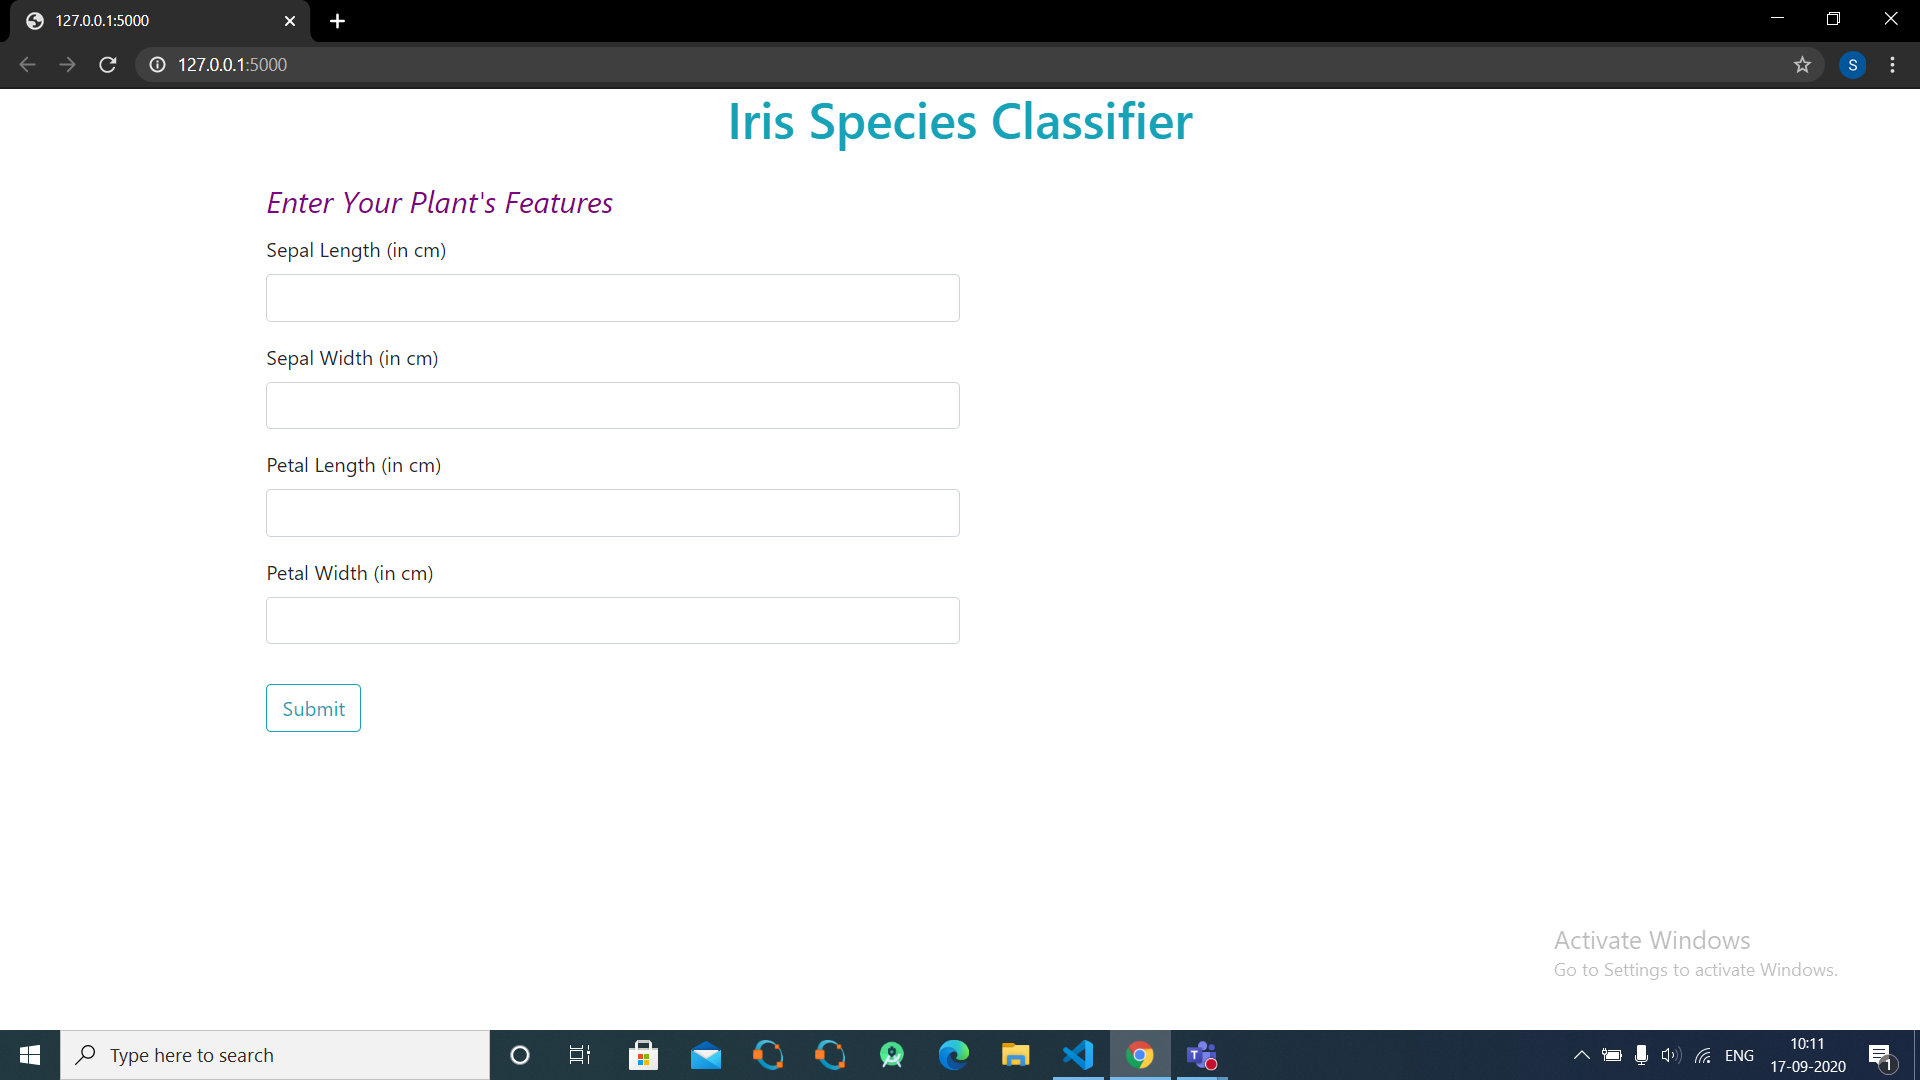 127.0.0.1:5000
127.0.0.1:5000
S
Iris Species Classifier
Enter Your Plant's Features
Sepal Length (in cm)
Sepal Width (in cm)
Petal Length (in cm)
Petal Width (in cm)
Submit
Activate Windows
Go to Settings to activate Windows.
Type here to search
T
ENG
10:11
17-09-2020
1